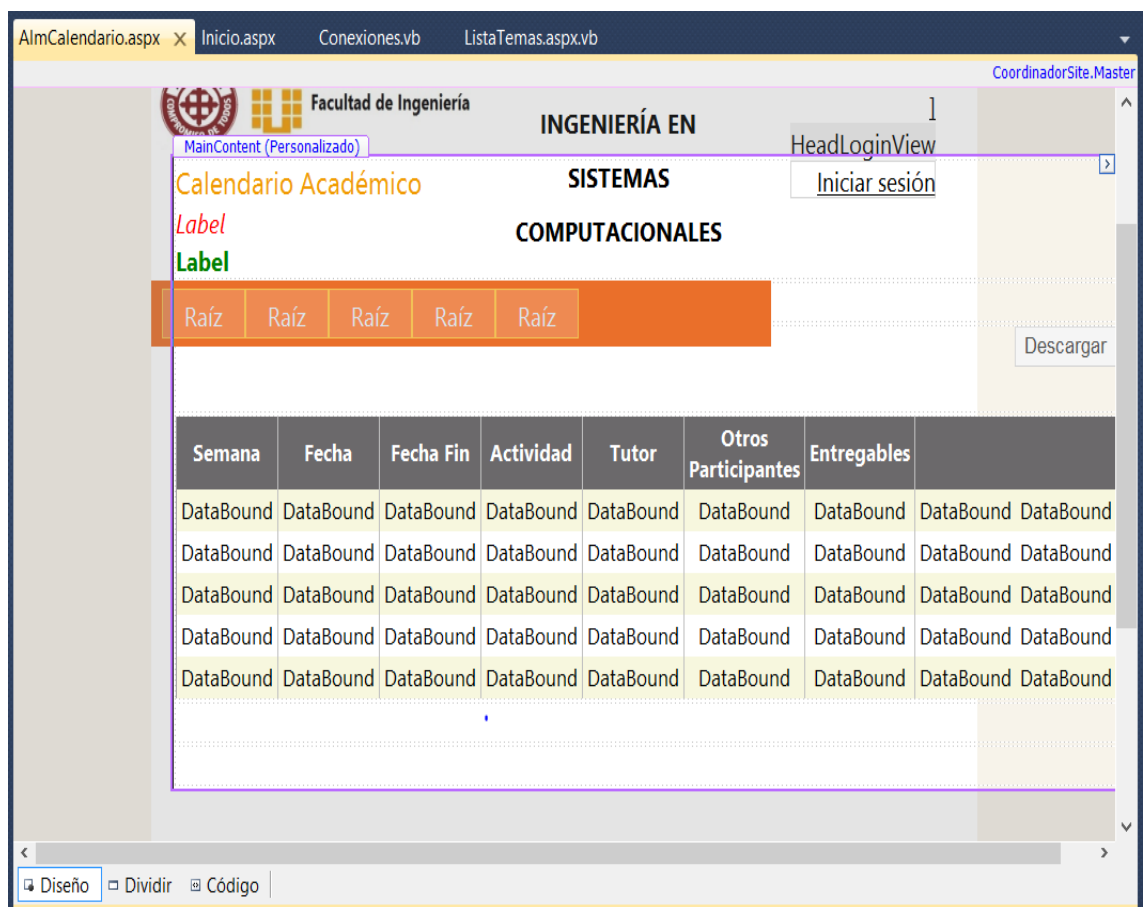 AlmCalendario.aspx Inicio.aspx Conexiones.vb ListaTemas.aspx.vb
CoordinadorSite.Master
COMPROMISO DE TODOS
Facultad de Ingeniería
INGENIERÍA EN
SISTEMAS
COMPUTACIONALES
]
HeadLoginView
Iniciar sesión
MainContent (Personalizado)
Calendario Académico
Label
Label
Raíz Raíz Raíz Raíz Raíz
Descargar
Semana Fecha Fecha Fin Actividad Tutor Otros Participantes Entregables
DataBound DataBound DataBound DataBound DataBound DataBound DataBound DataBound DataBound
DataBound DataBound DataBound DataBound DataBound DataBound DataBound DataBound DataBound
DataBound DataBound DataBound DataBound DataBound DataBound DataBound DataBound DataBound
DataBound DataBound DataBound DataBound DataBound DataBound DataBound DataBound DataBound
DataBound DataBound DataBound DataBound DataBound DataBound DataBound DataBound DataBound
Diseño Dividir Código